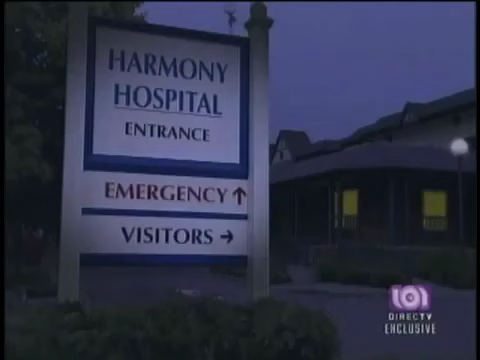 HARMONY
HOSPITAL
ENTRANCE
EMERGENCY ↑
VISITORS →
101
DIRECTV
EXCLUSIVE